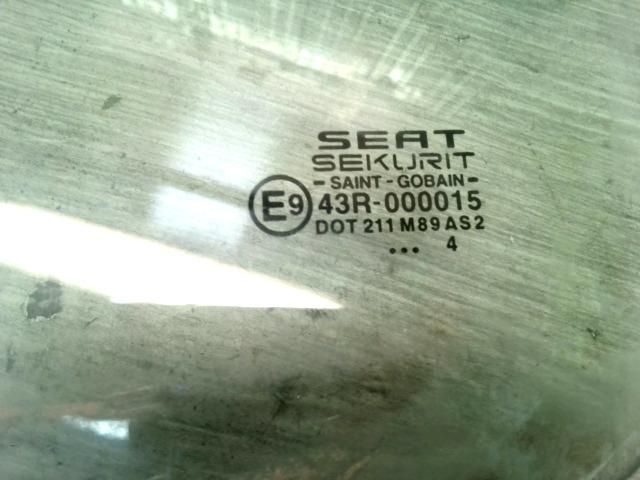 SEAT
SEKURIT
- SAINT - GOBAIN -
E9 43R-000015
DOT 211 M89 AS2
... 4